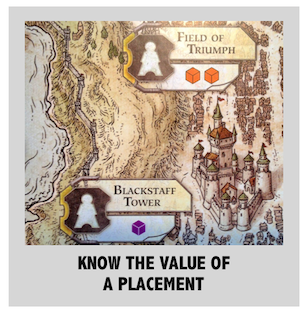 FIELD OF
TRIUMPH
BLACKSTAFF
TOWER
KNOW THE VALUE OF
A PLACEMENT